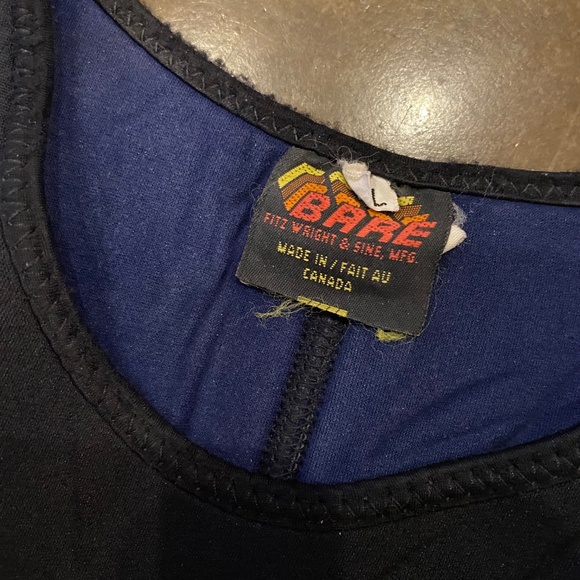 L
BARE
FITZ WRIGHT & SINE, MFG.
MADE IN / FAIT AU
CANADA